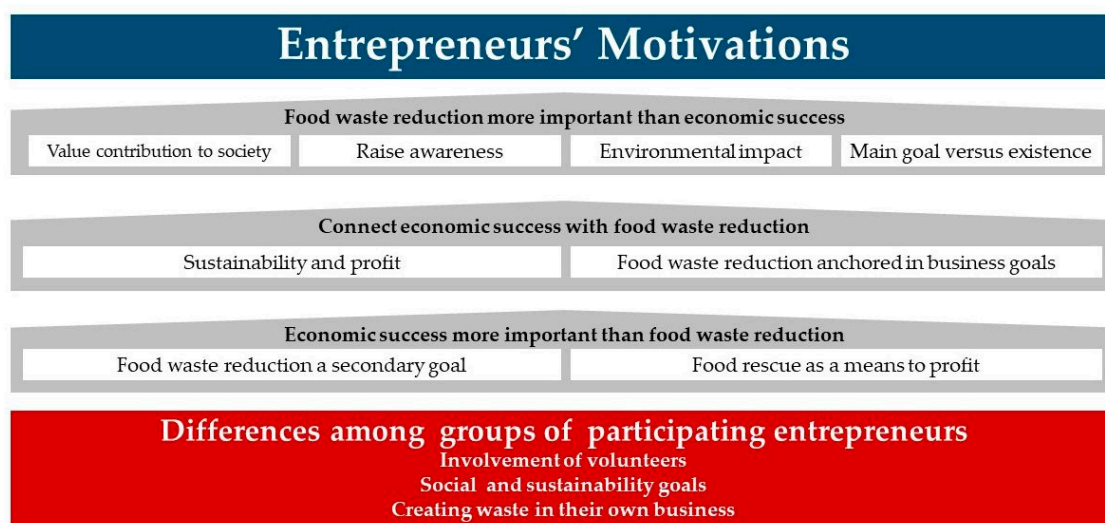 Entrepreneurs’ Motivations
Food waste reduction more important than economic success
Value contribution to society
Raise awareness
Environmental impact
Main goal versus existence
Connect economic success with food waste reduction
Sustainability and profit
Food waste reduction anchored in business goals
Economic success more important than food waste reduction
Food waste reduction a secondary goal
Food rescue as a means to profit
Differences among groups of participating entrepreneurs
Involvement of volunteers
Social and sustainability goals
Creating waste in their own business